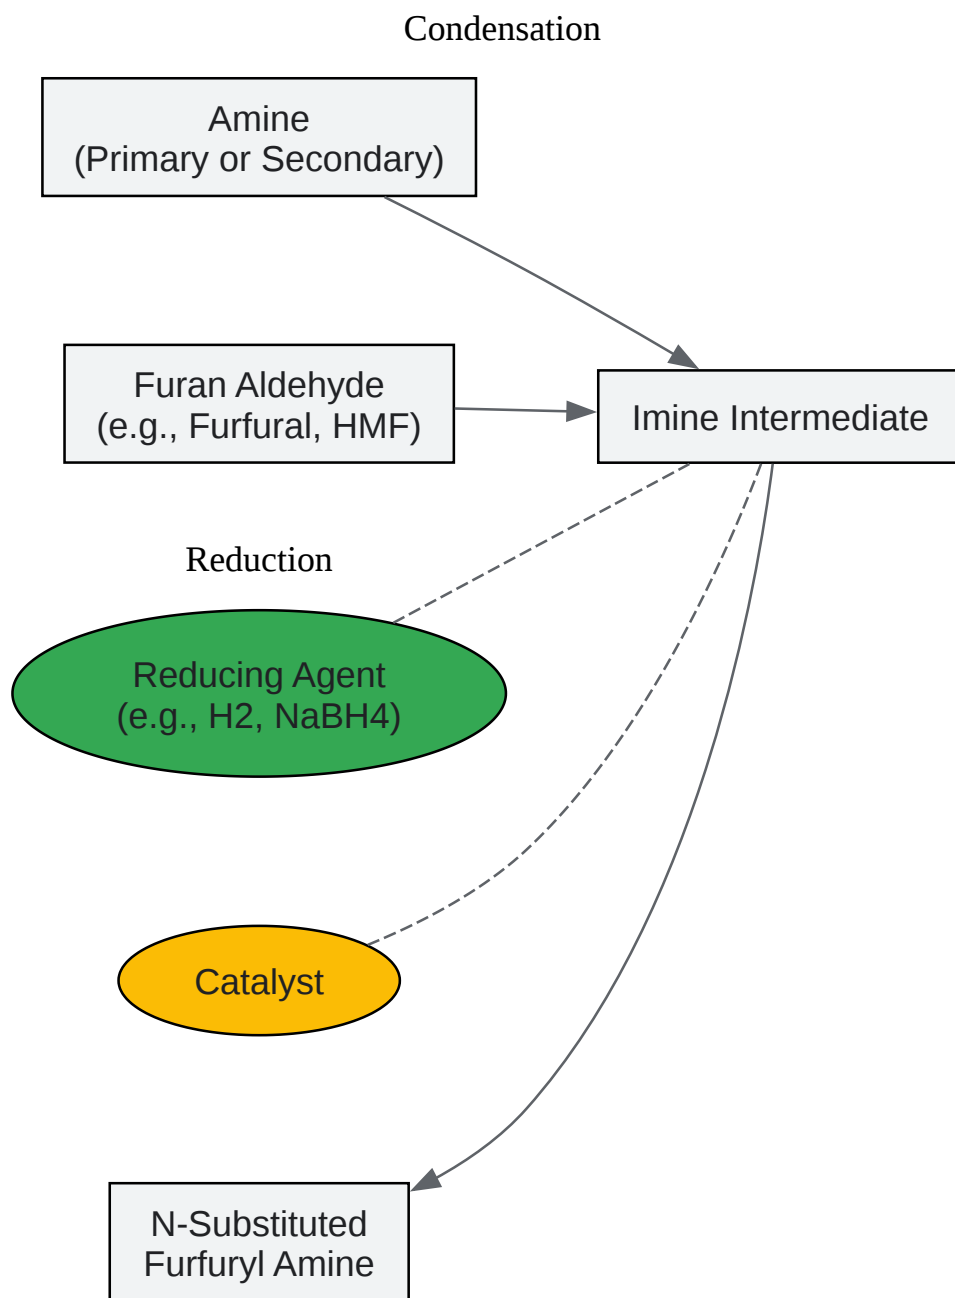 Condensation
Amine
(Primary or Secondary)
Furan Aldehyde
(e.g., Furfural, HMF)
Imine Intermediate
Reduction
Reducing Agent
(e.g., H2, NaBH4)
Catalyst
N-Substituted
Furfuryl Amine